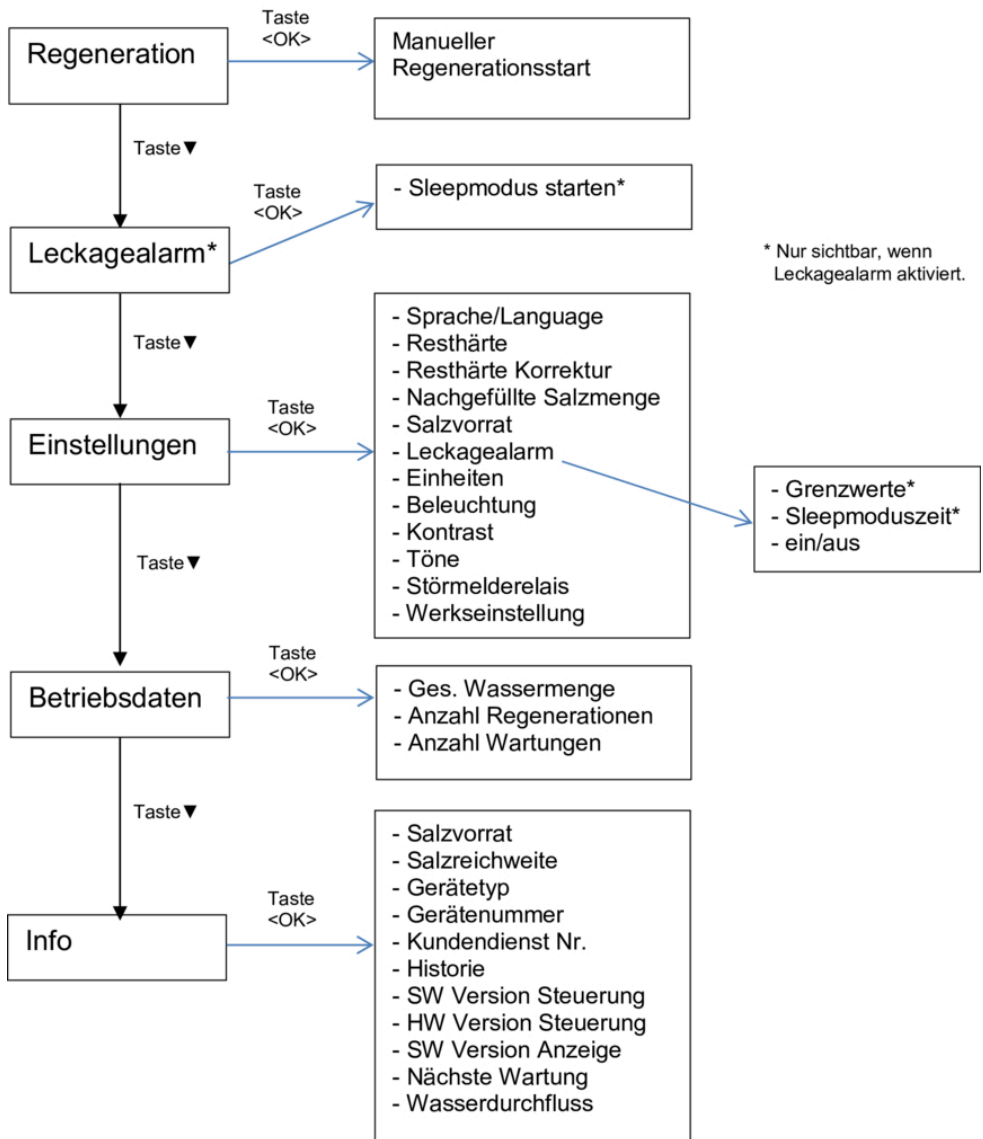 Regeneration
Taste
<OK>
Manueller
Regenerationsstart
Taste▼
Leckagealarm*
Taste
<OK>
- Sleepmodus starten*
* Nur sichtbar, wenn
Leckagealarm aktiviert.
Taste▼
Einstellungen
Taste
<OK>
- Sprache/Language
- Resthärte
- Resthärte Korrektur
- Nachgefüllte Salzmenge
- Salzvorrat
- Leckagealarm
- Einheiten
- Beleuchtung
- Kontrast
- Töne
- Störmelderelais
- Werkseinstellung
- Grenzwerte*
- Sleepmoduszeit*
- ein/aus
Taste▼
Betriebsdaten
Taste
<OK>
- Ges. Wassermenge
- Anzahl Regenerationen
- Anzahl Wartungen
Taste▼
Info
Taste
<OK>
- Salzvorrat
- Salzreichweite
- Gerätetyp
- Gerätenummer
- Kundendienst Nr.
- Historie
- SW Version Steuerung
- HW Version Steuerung
- SW Version Anzeige
- Nächste Wartung
- Wasserdurchfluss